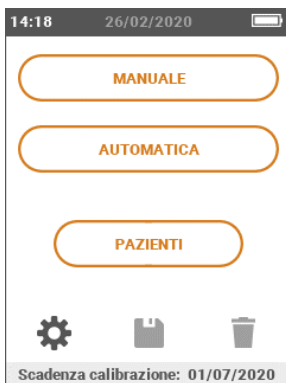 14:18 26/02/2020
MANUALE
AUTOMATICA
PAZIENTI
Scadenza calibrazione: 01/07/2020